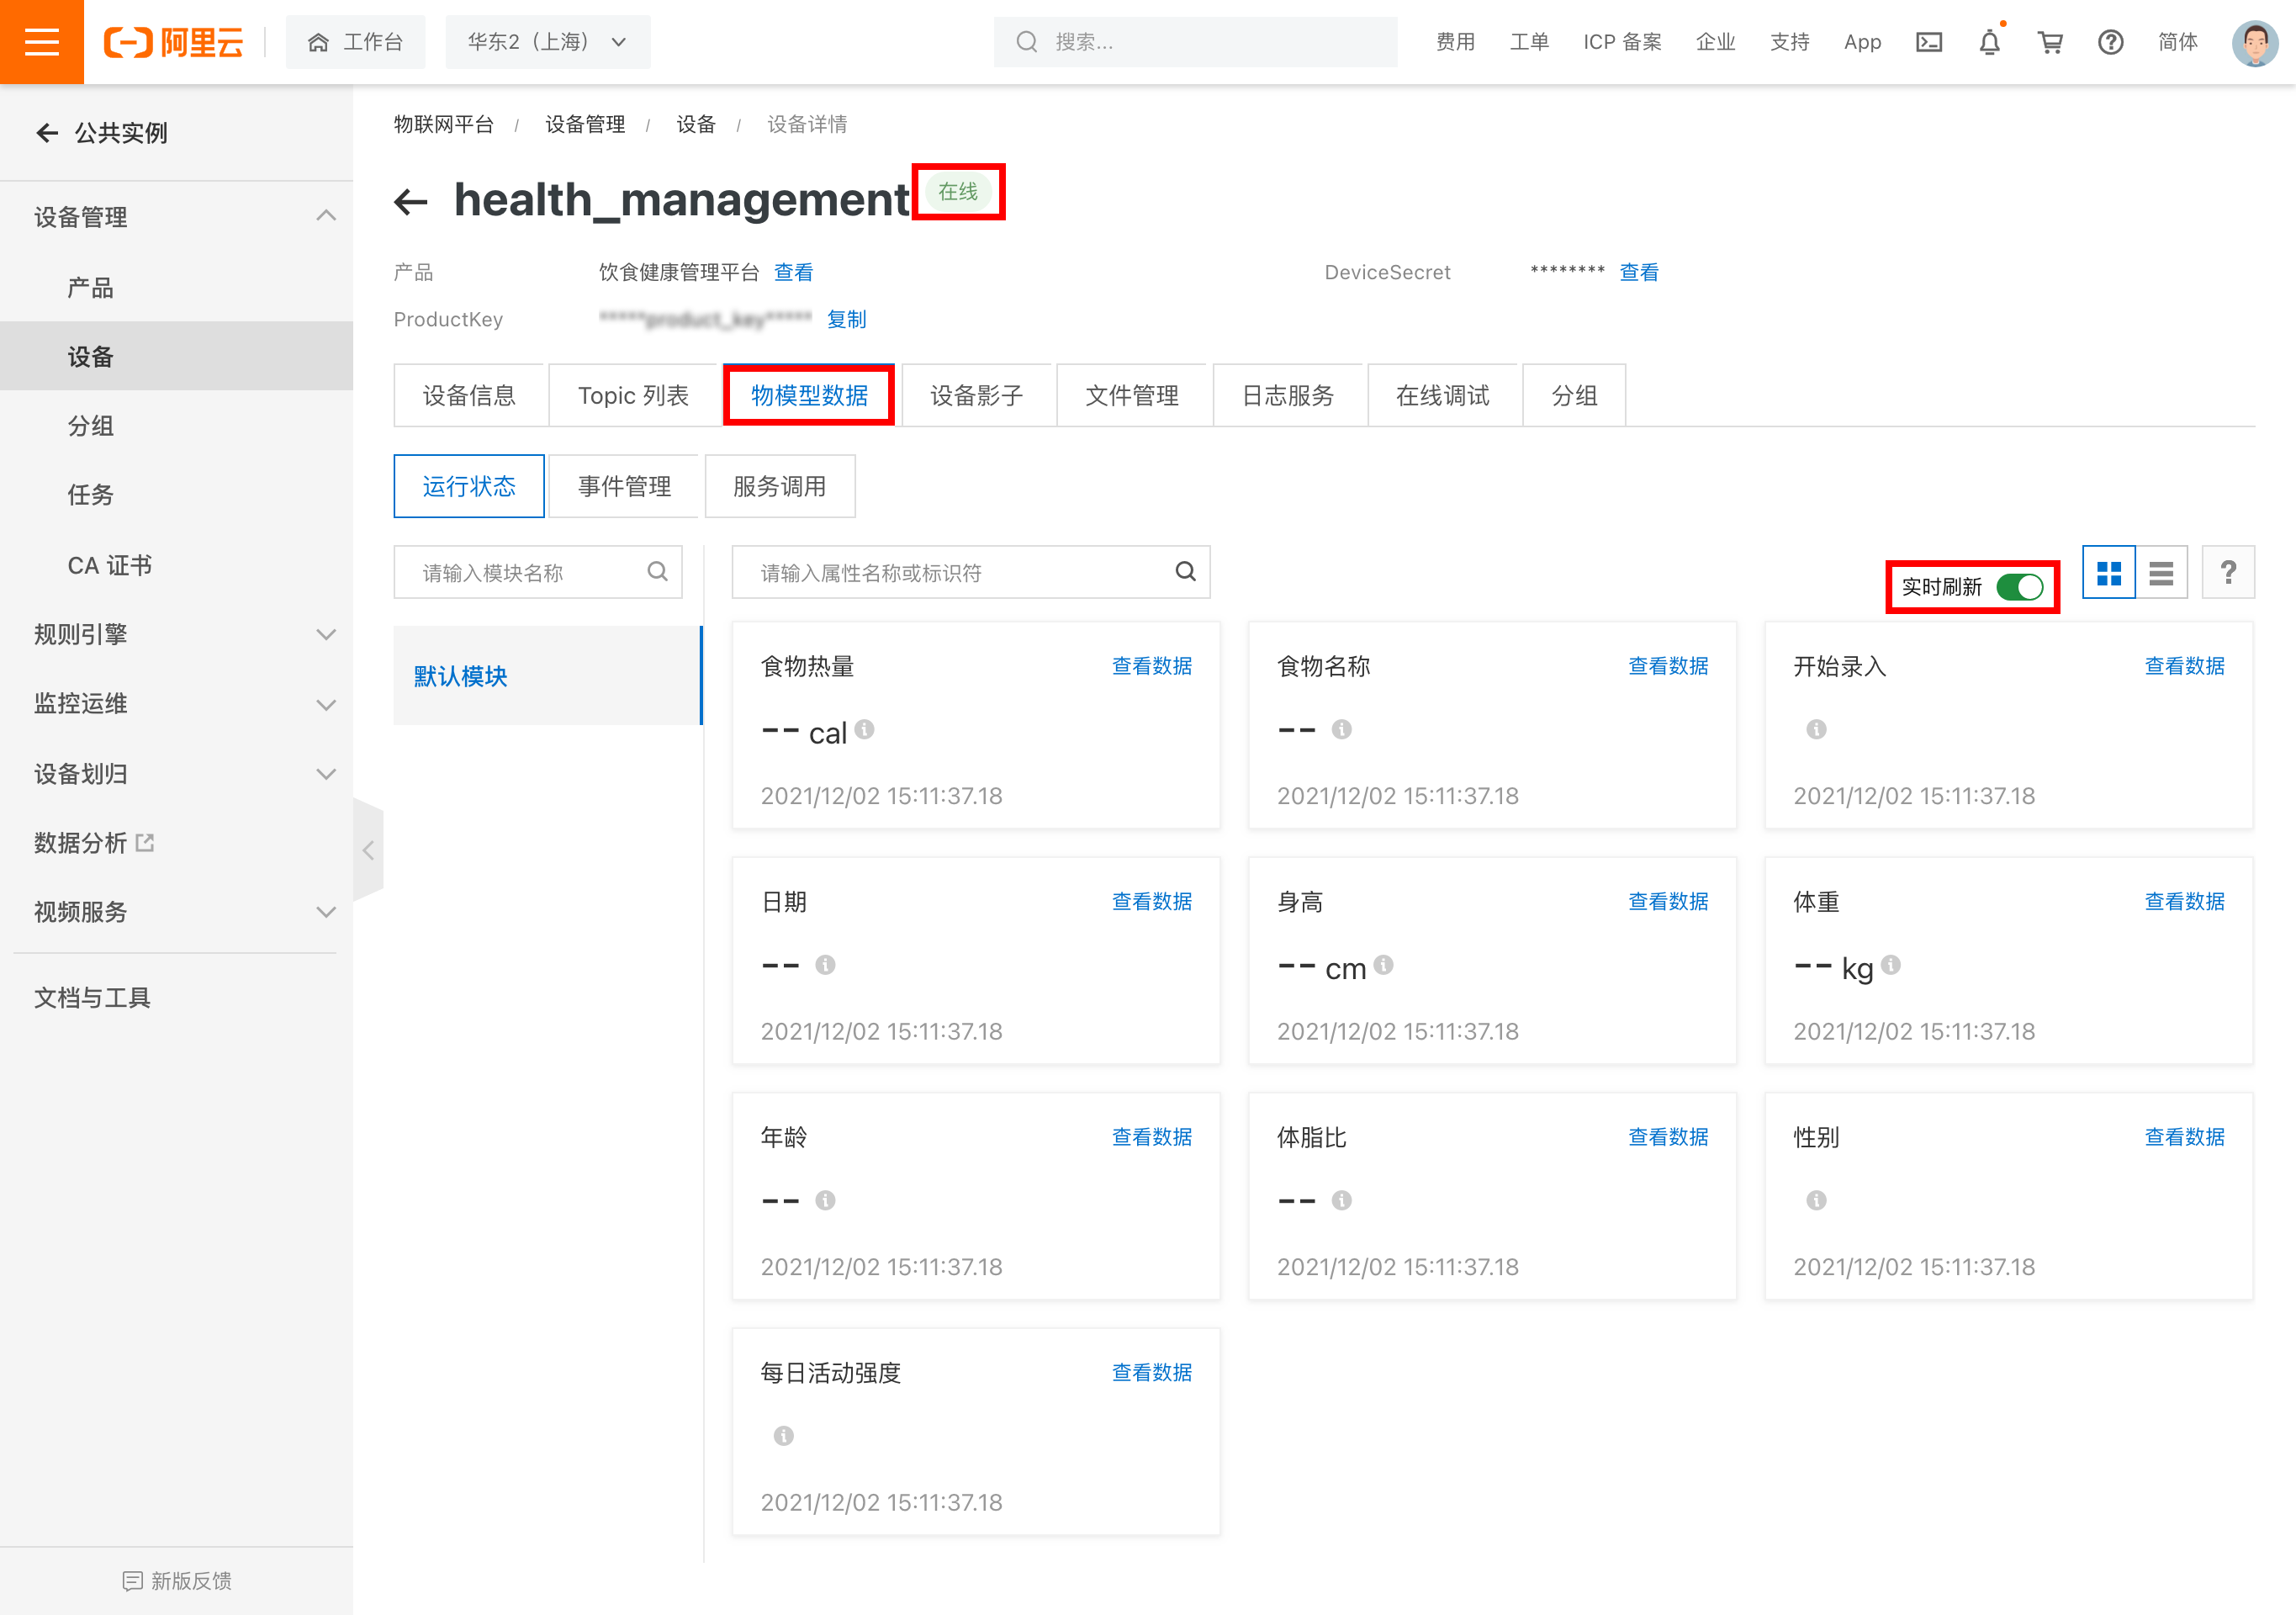 阿里云
工作台
华东2（上海）
搜索...
费用 工单 ICP 备案 企业 支持 App 简体
公共实例
设备管理
产品
设备
分组
任务
CA 证书
规则引擎
监控运维
设备划归
数据分析
视频服务
文档与工具
新版反馈
物联网平台 / 设备管理 / 设备 / 设备详情
health_management 在线
产品 饮食健康管理平台 查看 DeviceSecret ******** 查看
ProductKey *****product_key***** 复制
设备信息 Topic 列表 物模型数据 设备影子 文件管理 日志服务 在线调试 分组
运行状态 事件管理 服务调用
请输入模块名称
默认模块
请输入属性名称或标识符
实时刷新
?
食物热量 查看数据
-- cal
2021/12/02 15:11:37.18
食物名称 查看数据
--
2021/12/02 15:11:37.18
开始录入 查看数据
2021/12/02 15:11:37.18
日期 查看数据
--
2021/12/02 15:11:37.18
身高 查看数据
-- cm
2021/12/02 15:11:37.18
体重 查看数据
-- kg
2021/12/02 15:11:37.18
年龄 查看数据
--
2021/12/02 15:11:37.18
体脂比 查看数据
--
2021/12/02 15:11:37.18
性别 查看数据
2021/12/02 15:11:37.18
每日活动强度 查看数据
2021/12/02 15:11:37.18